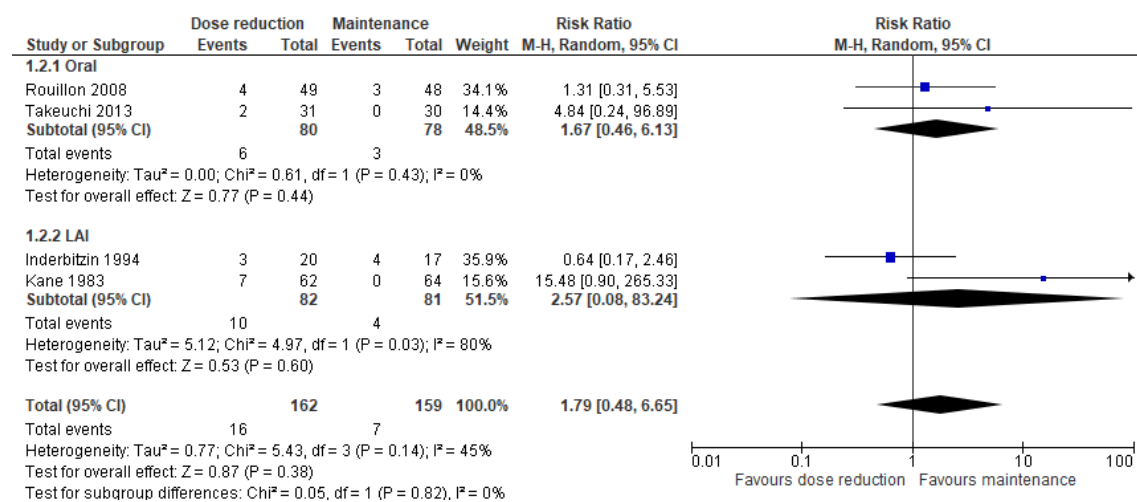 Dose reduction Maintenance Risk Ratio Risk Ratio
Study or Subgroup Events Total Events Total Weight M-H, Random, 95% CI M-H, Random, 95% CI
1.2.1 Oral
Rouillon 2008 4 49 3 48 34.1% 1.31 [0.31, 5.53]
Takeuchi 2013 2 31 0 30 14.4% 4.84 [0.24, 96.89]
Subtotal (95% CI) 80 78 48.5% 1.67 [0.46, 6.13]
Total events 6 3
Heterogeneity: Tau² = 0.00; Chi² = 0.61, df = 1 (P = 0.43); I² = 0%
Test for overall effect: Z = 0.77 (P = 0.44)
1.2.2 LAI
Inderbitzin 1994 3 20 4 17 35.9% 0.64 [0.17, 2.46]
Kane 1983 7 62 0 64 15.6% 15.48 [0.90, 265.33]
Subtotal (95% CI) 82 81 51.5% 2.57 [0.08, 83.24]
Total events 10 4
Heterogeneity: Tau² = 5.12; Chi² = 4.97, df = 1 (P = 0.03); I² = 80%
Test for overall effect: Z = 0.53 (P = 0.60)
Total (95% CI) 162 159 100.0% 1.79 [0.48, 6.65]
Total events 16 7
Heterogeneity: Tau² = 0.77; Chi² = 5.43, df = 3 (P = 0.14); I² = 45%
Test for overall effect: Z = 0.87 (P = 0.38)
Test for subgroup differences: Chi² = 0.05, df = 1 (P = 0.82), I² = 0%
0.01 0.1 1 10 100
Favours dose reduction Favours maintenance